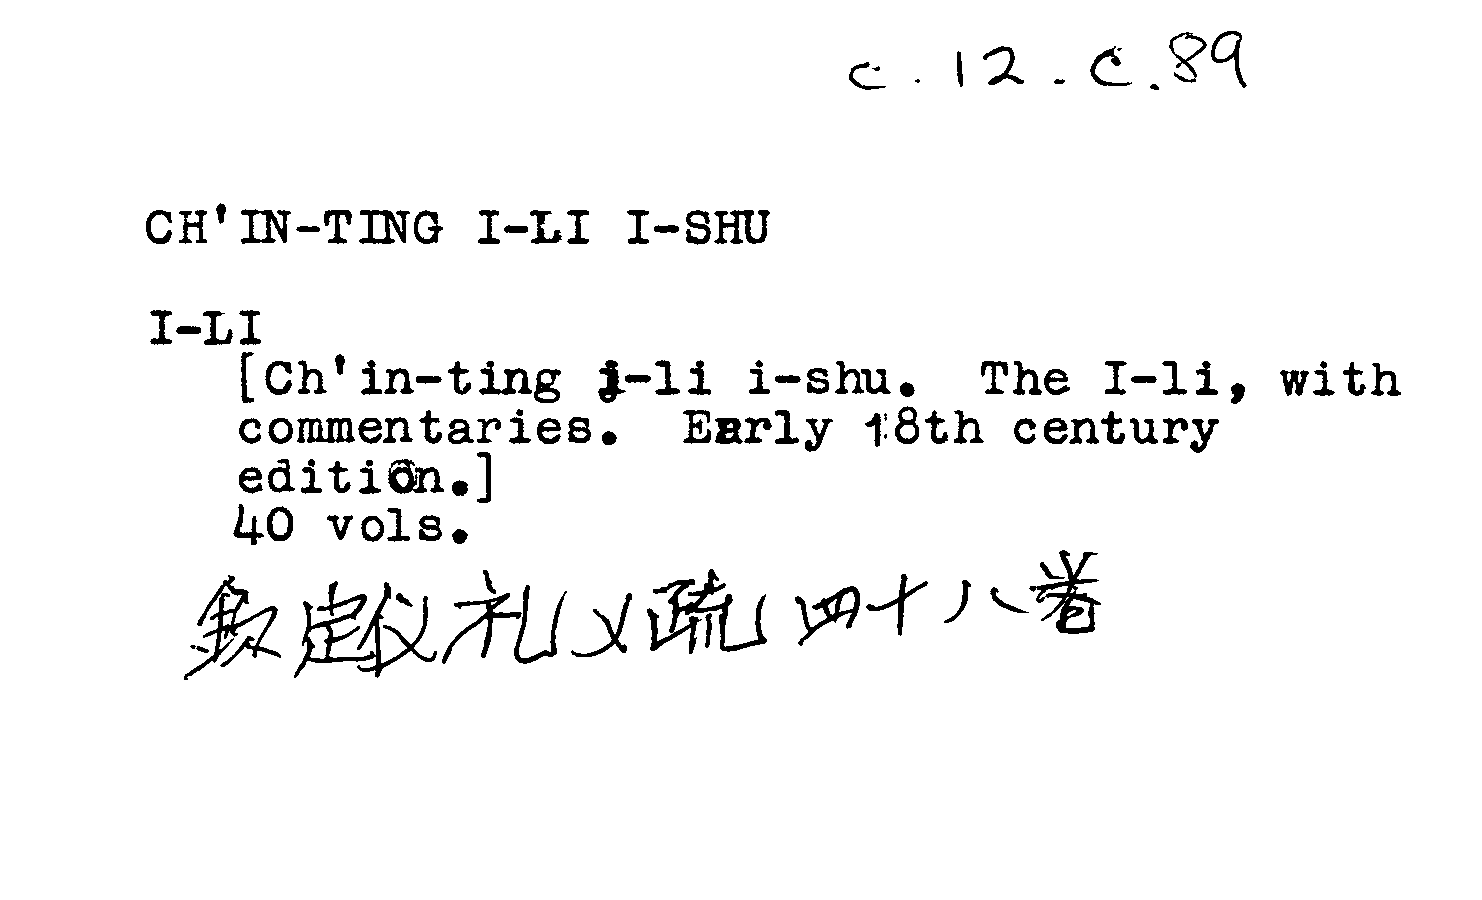 c.12.c.89
CH'IN-TING I-LI I-SHU
I-LI
[Ch'in-ting i-li i-shu. The I-li, with
commentaries. Early 18th century
edition.]
40 vols.
欽定仪礼义疏四十八卷